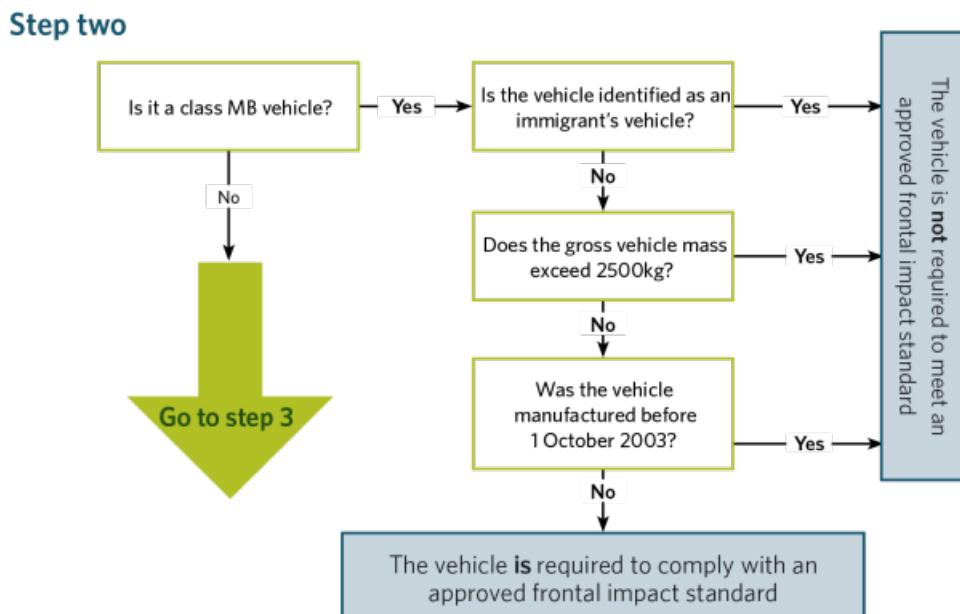 Step two
Is it a class MB vehicle?
Yes
Is the vehicle identified as an
immigrant's vehicle?
Yes
No
No
Does the gross vehicle mass
exceed 2500kg?
Yes
No
Go to step 3
Was the vehicle
manufactured before
1 October 2003?
Yes
No
The vehicle is not required to meet an
approved frontal impact standard
The vehicle is required to comply with an
approved frontal impact standard